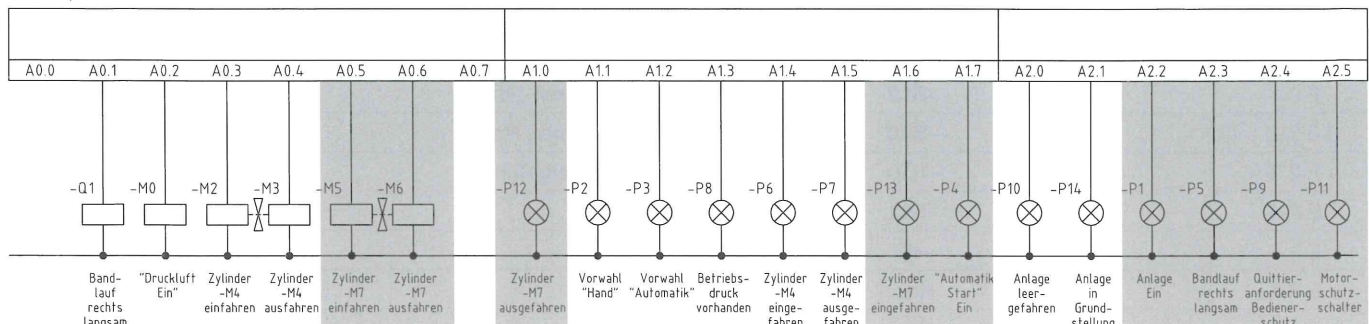 A0.0 A0.1 A0.2 A0.3 A0.4 A0.5 A0.6 A0.7 A1.0 A1.1 A1.2 A1.3 A1.4 A1.5 A1.6 A1.7 A2.0 A2.1 A2.2 A2.3 A2.4 A2.5
-Q1 -M0 -M2 -M3 -M5 -M6 -P12 -P2 -P3 -P8 -P6 -P7 -P13 -P4 -P10 -P14 -P1 -P5 -P9 -P11
Band-
lauf
rechts
langsam
"Druckluft
Ein"
Zylinder
-M4
einfahren
Zylinder
-M4
ausfahren
Zylinder
-M7
einfahren
Zylinder
-M7
ausfahren
Zylinder
-M7
ausgefahren
Vorwahl
"Hand"
Vorwahl
"Automatik"
Betriebs-
druck
vorhanden
Zylinder
-M4
einge-
fahren
Zylinder
-M4
ausge-
fahren
Zylinder
-M7
eingefahren
"Automatik
Start"
Ein
Anlage
leer-
gefahren
Anlage
in
Grund-
stellung
Anlage
Ein
Bandlauf
rechts
langsam
Quittier-
anforderung
Bediener-
schutz
Motor-
schutz-
schalter